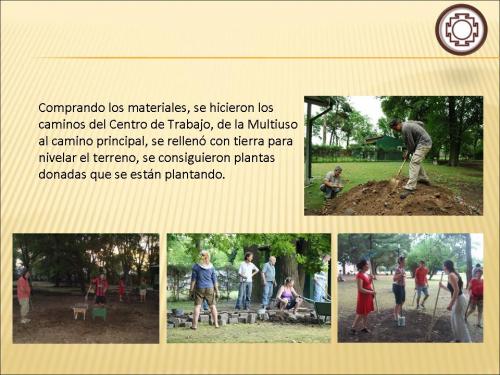 Comprando los materiales, se hicieron los
caminos del Centro de Trabajo, de la Multiuso
al camino principal, se rellenó con tierra para
nivelar el terreno, se consiguieron plantas
donadas que se están plantando.